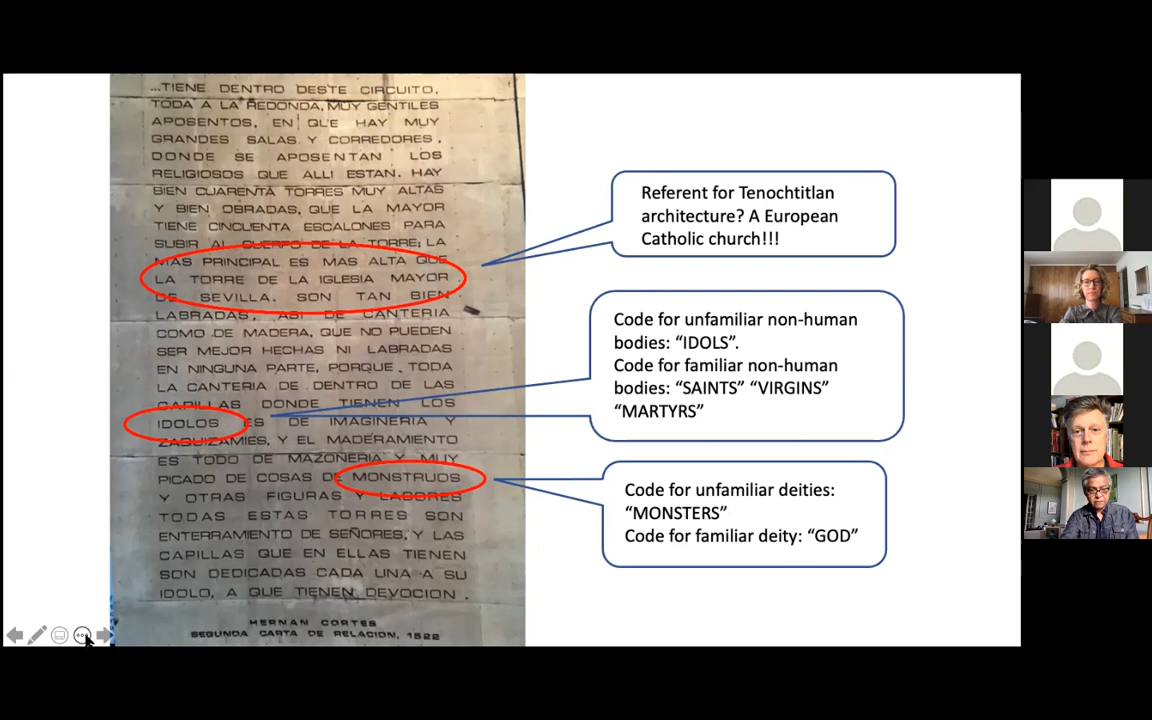 ...TIENE DENTRO DESTE CIRCUITO,
TODA A LA REDONDA, MUY GENTILES
APOSENTOS, EN QUE HAY MUY
GRANDES SALAS Y CORREDORES,
DONDE SE APOSENTAN LOS
RELIGIOSOS QUE ALLI ESTAN. HAY
BIEN CUARENTA TORRES MUY ALTAS
Y BIEN OBRADAS, QUE LA MAYOR
TIENE CINCUENTA ESCALONES PARA
SUBIR AL CUERPO DE LA TORRE; LA
MAS PRINCIPAL ES MAS ALTA QUE
LA TORRE DE LA IGLESIA MAYOR
DE SEVILLA. SON TAN BIEN
LABRADAS, ASI DE CANTERIA
COMO DE MADERA, QUE NO PUEDEN
SER MEJOR HECHAS NI LABRADAS
EN NINGUNA PARTE, PORQUE TODA
LA CANTERIA DE DENTRO DE LAS
CAPILLAS DONDE TIENEN LOS
IDOLOS ES DE IMAGINERIA Y
ZAQUIZAMIES, Y EL MADERAMIENTO
ES TODO DE MAZONERIA Y MUY
PICADO DE COSAS DE MONSTRUOS
Y OTRAS FIGURAS Y LABORES
TODAS ESTAS TORRES SON
ENTERRAMIENTO DE SEÑORES, Y LAS
CAPILLAS QUE EN ELLAS TIENEN
SON DEDICADAS CADA UNA A SU
IDOLO, A QUE TIENEN DEVOCION.
HERNAN CORTES
SEGUNDA CARTA DE RELACION, 1522
Referent for Tenochtitlan
architecture? A European
Catholic church!!!
Code for unfamiliar non-human
bodies: “IDOLS”.
Code for familiar non-human
bodies: “SAINTS” “VIRGINS”
“MARTYRS”
Code for unfamiliar deities:
“MONSTERS”
Code for familiar deity: “GOD”